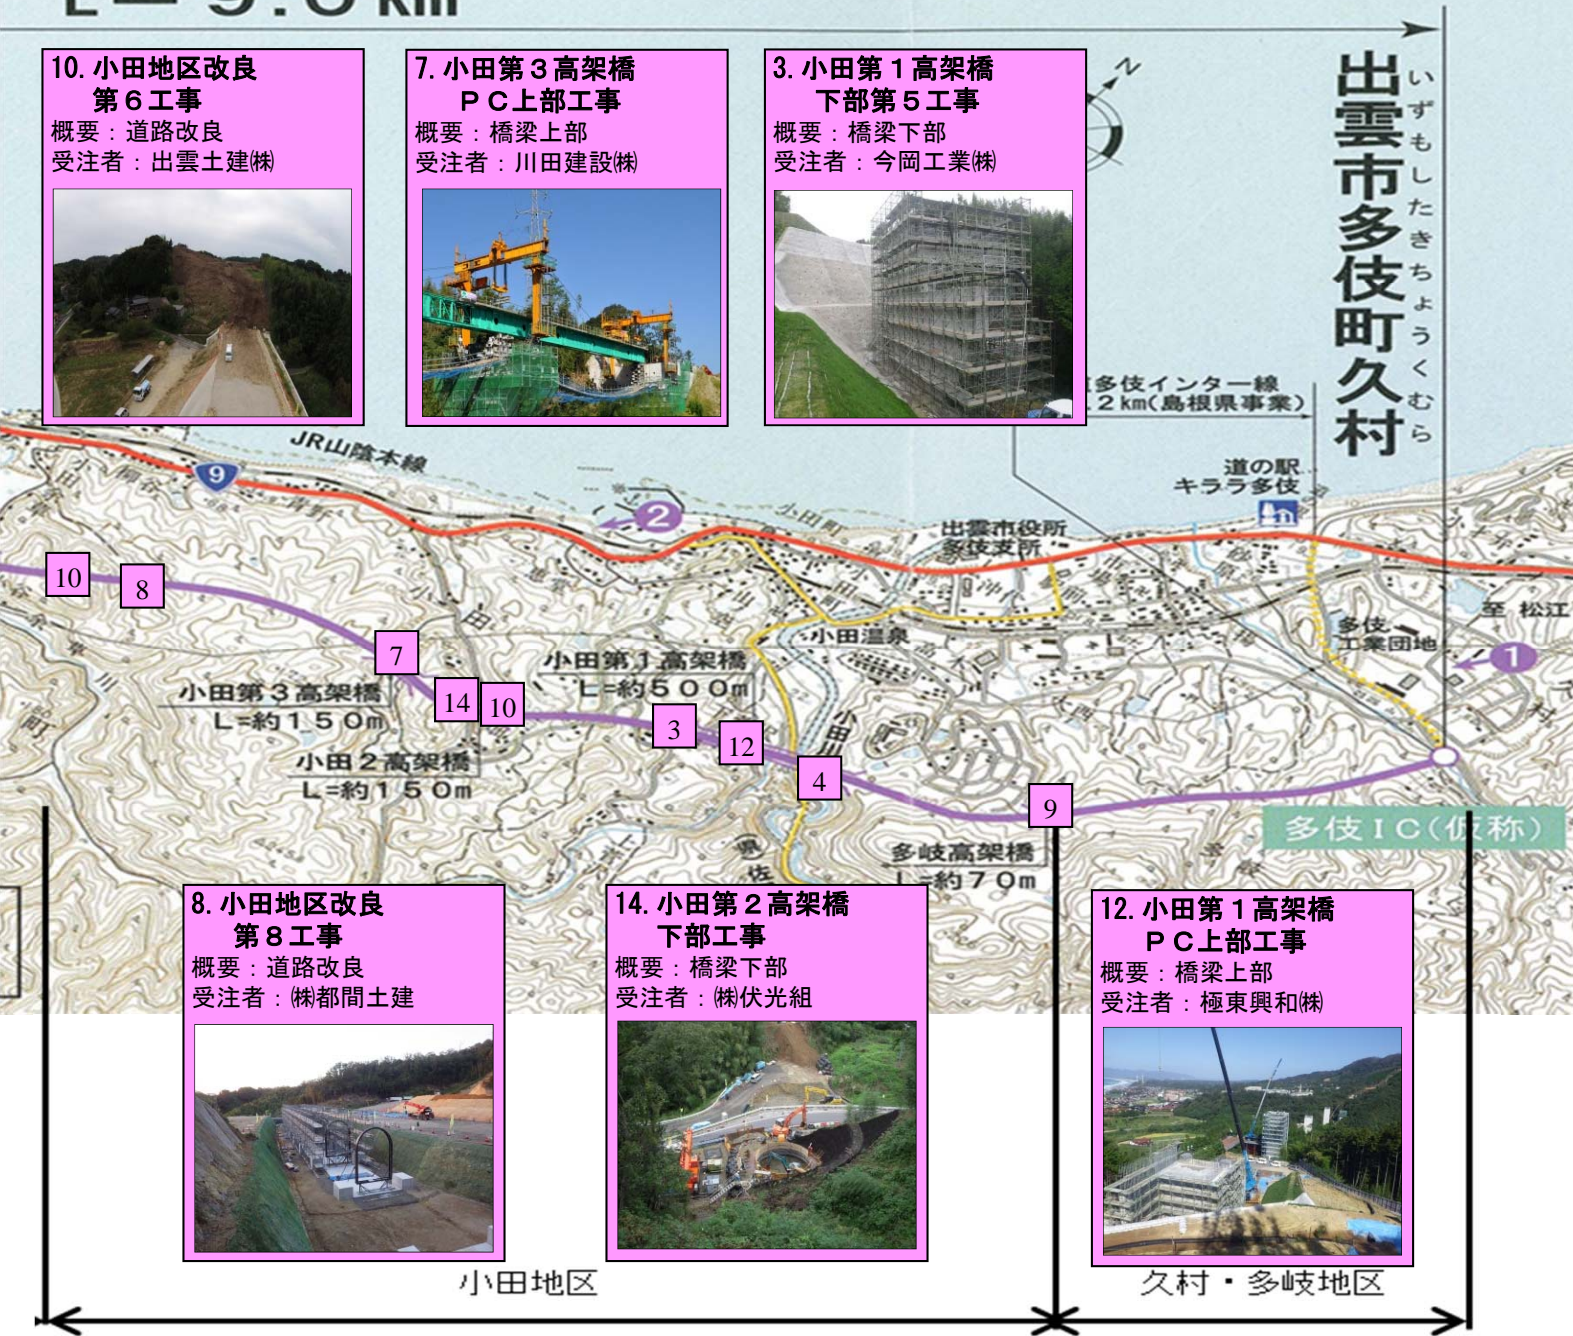 10. 小田地区改良
第６工事
概要：道路改良
受注者：出雲土建㈱
7. 小田第３高架橋
ＰＣ上部工事
概要：橋梁上部
受注者：川田建設㈱
3. 小田第１高架橋
下部第５工事
概要：橋梁下部
受注者：今岡工業㈱
N
出雲市多伎町久村
いずもしたきちょうくむら
多伎インター線
2km(島根県事業)
JR山陰本線
9
2
小田町
道の駅
キララ多伎
出雲市役所
多伎支所
10
8
小田
7
小田温泉
多伎
工業団地
至 松江
1
小田第１高架橋
L=約５００m
小田第３高架橋
L=約１５０m
14
10
3
12
4
小田川
小田２高架橋
L=約１５０m
9
多伎ＩＣ(仮称)
多岐高架橋
L=約７０m
8. 小田地区改良
第８工事
概要：道路改良
受注者：㈱都間土建
14. 小田第２高架橋
下部工事
概要：橋梁下部
受注者：㈱伏光組
12. 小田第１高架橋
ＰＣ上部工事
概要：橋梁上部
受注者：極東興和㈱
小田地区
久村・多岐地区